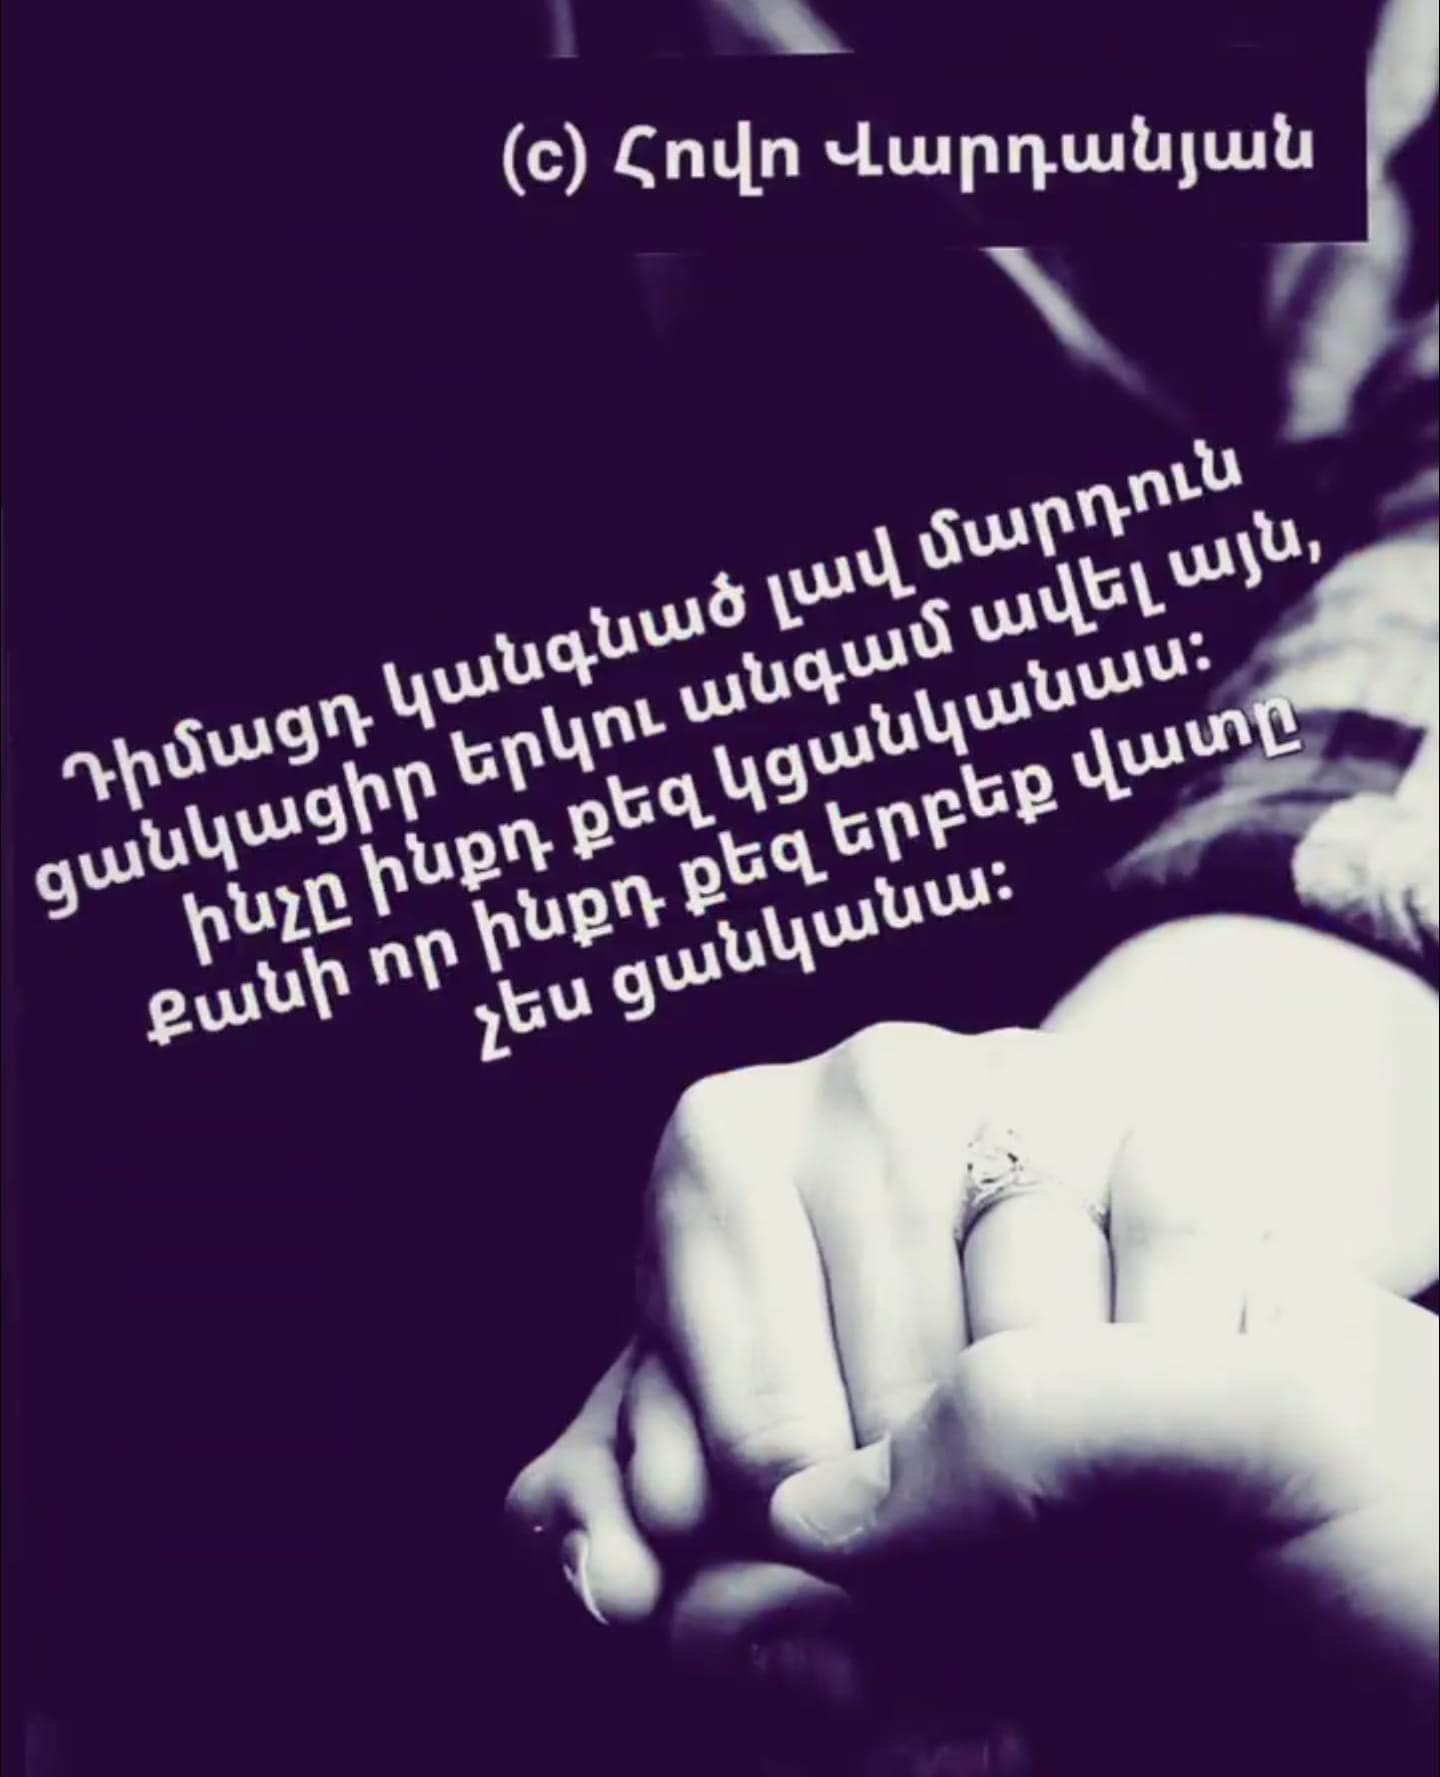 (c) Հովո Վարդանյան
Դիմացդ կանգնած լավ մարդուն
ցանկացիր երկու անգամ ավել այն,
ինչը ինքդ քեզ կցանկանաս:
Քանի որ ինքդ քեզ երբեք վատը
չես ցանկանա: